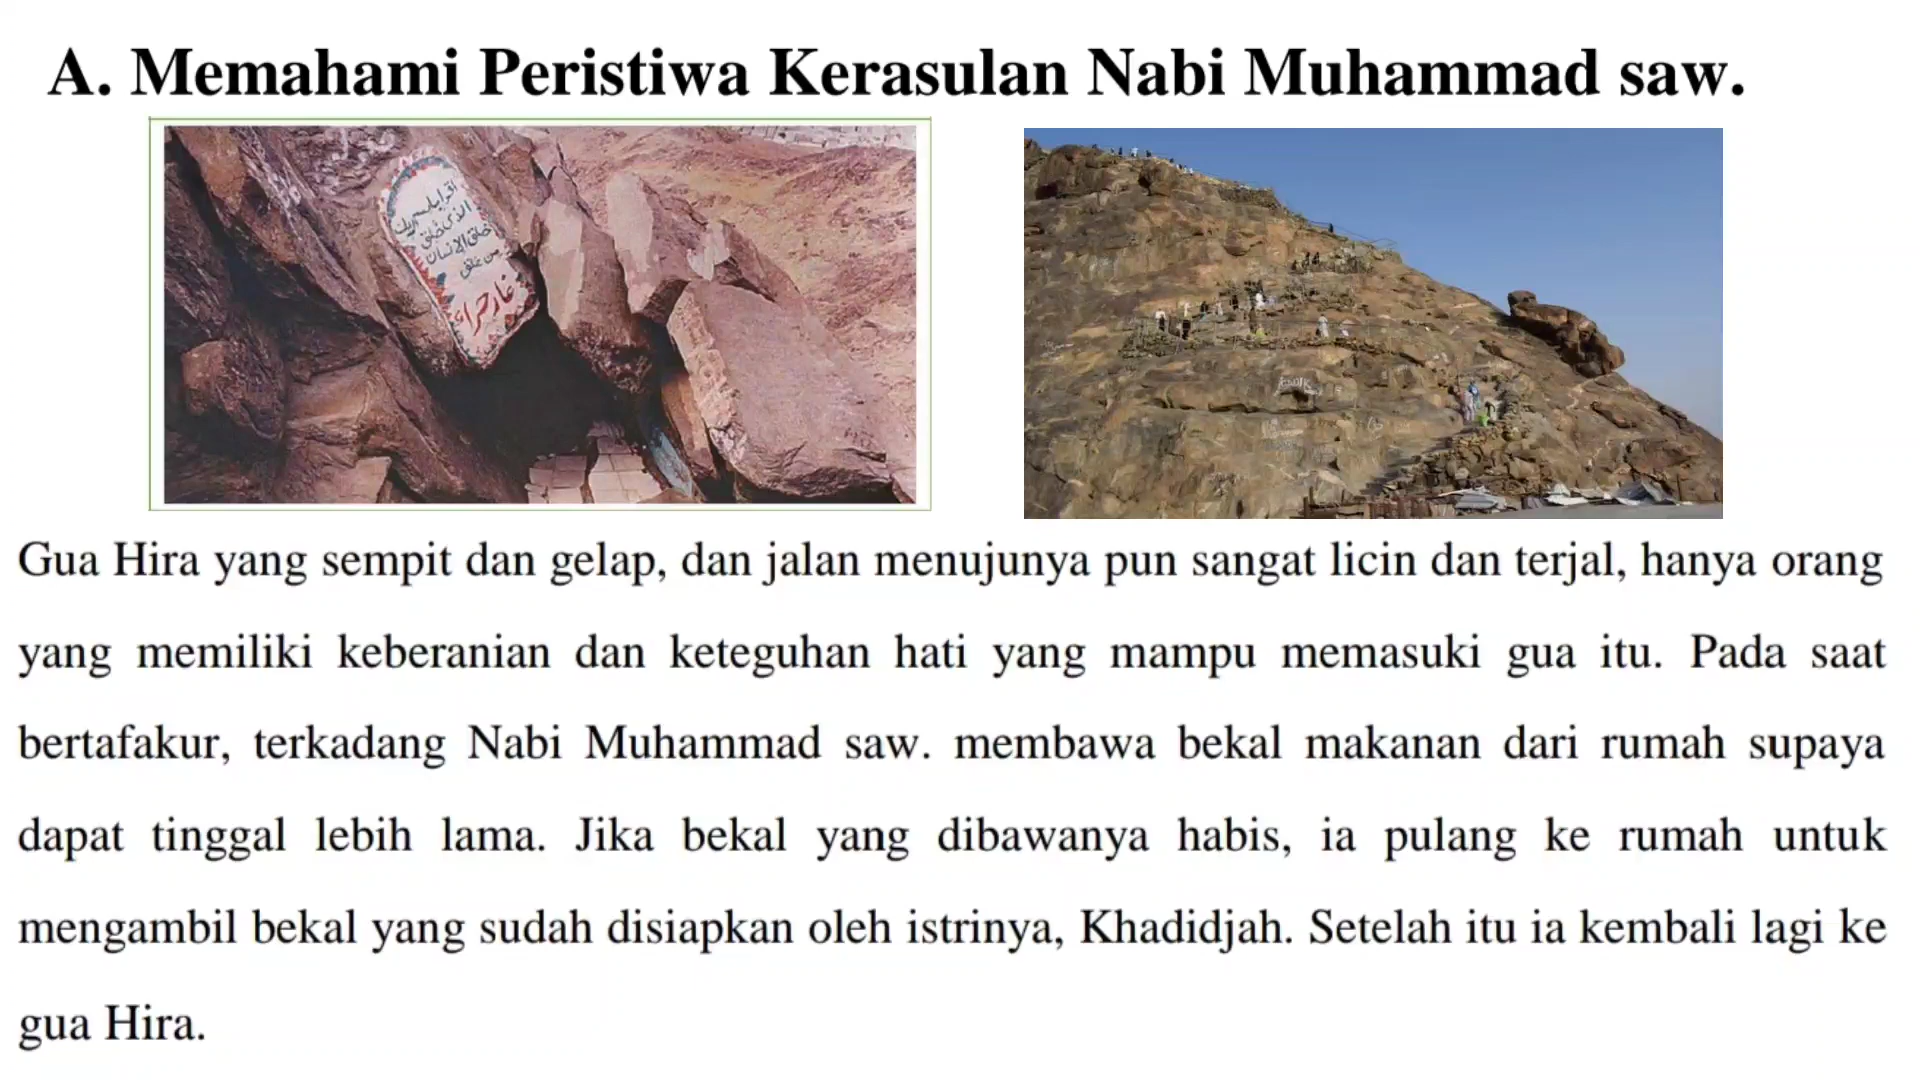 A. Memahami Peristiwa Kerasulan Nabi Muhammad saw.
اقرا باسم ربك
الذي خلق
خلق الانسان
من علق
غار حراء
Gua Hira yang sempit dan gelap, dan jalan menujunya pun sangat licin dan terjal, hanya orang
yang memiliki keberanian dan keteguhan hati yang mampu memasuki gua itu. Pada saat
bertafakur, terkadang Nabi Muhammad saw. membawa bekal makanan dari rumah supaya
dapat tinggal lebih lama. Jika bekal yang dibawanya habis, ia pulang ke rumah untuk
mengambil bekal yang sudah disiapkan oleh istrinya, Khadidjah. Setelah itu ia kembali lagi ke
gua Hira.